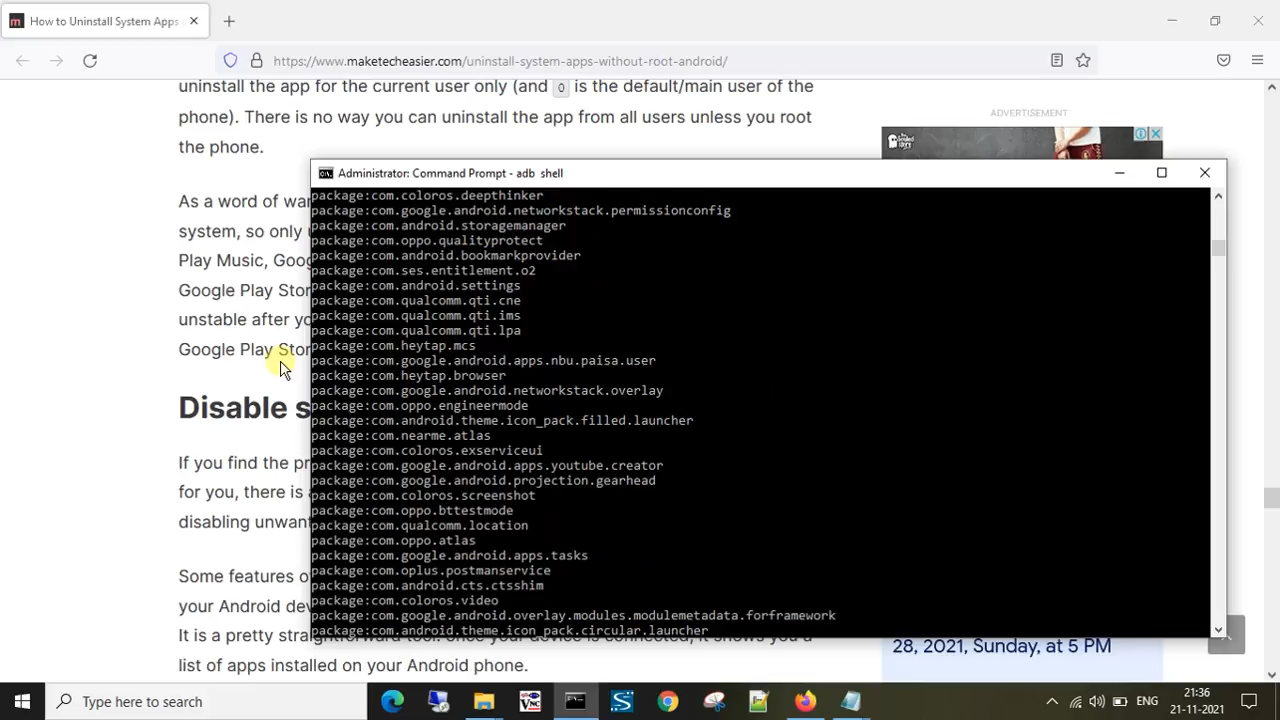 How to Uninstall System Apps
https://www.maketecheasier.com/uninstall-system-apps-without-root-android/
uninstall the app for the current user only (and 0 is the default/main user of the
phone). There is no way you can uninstall the app from all users unless you root
the phone.
ADVERTISEMENT
As a word of war
system, so only u
Play Music, Goog
Google Play Stor
unstable after yo
Google Play Stor
Disable s
If you find the pr
for you, there is a
disabling unwant
Some features o
your Android dev
It is a pretty straightforward tool: once your device is connected, it shows you a
list of apps installed on your Android phone.
Administrator: Command Prompt - adb shell
package:com.coloros.deepthinker
package:com.google.android.networkstack.permissionconfig
package:com.android.storagemanager
package:com.oppo.qualityprotect
package:com.android.bookmarkprovider
package:com.ses.entitlement.o2
package:com.android.settings
package:com.qualcomm.qti.cne
package:com.qualcomm.qti.ims
package:com.qualcomm.qti.lpa
package:com.heytap.mcs
package:com.google.android.apps.nbu.paisa.user
package:com.heytap.browser
package:com.google.android.networkstack.overlay
package:com.oppo.engineermode
package:com.android.theme.icon_pack.filled.launcher
package:com.nearme.atlas
package:com.coloros.exserviceui
package:com.google.android.apps.youtube.creator
package:com.google.android.projection.gearhead
package:com.coloros.screenshot
package:com.oppo.bttestmode
package:com.qualcomm.location
package:com.oppo.atlas
package:com.google.android.apps.tasks
package:com.oplus.postmanservice
package:com.android.cts.ctsshim
package:com.coloros.video
package:com.google.android.overlay.modules.modulemetadata.forframework
package:com.android.theme.icon_pack.circular.launcher
28, 2021, Sunday, at 5 PM
Type here to search
ENG
21:36
21-11-2021